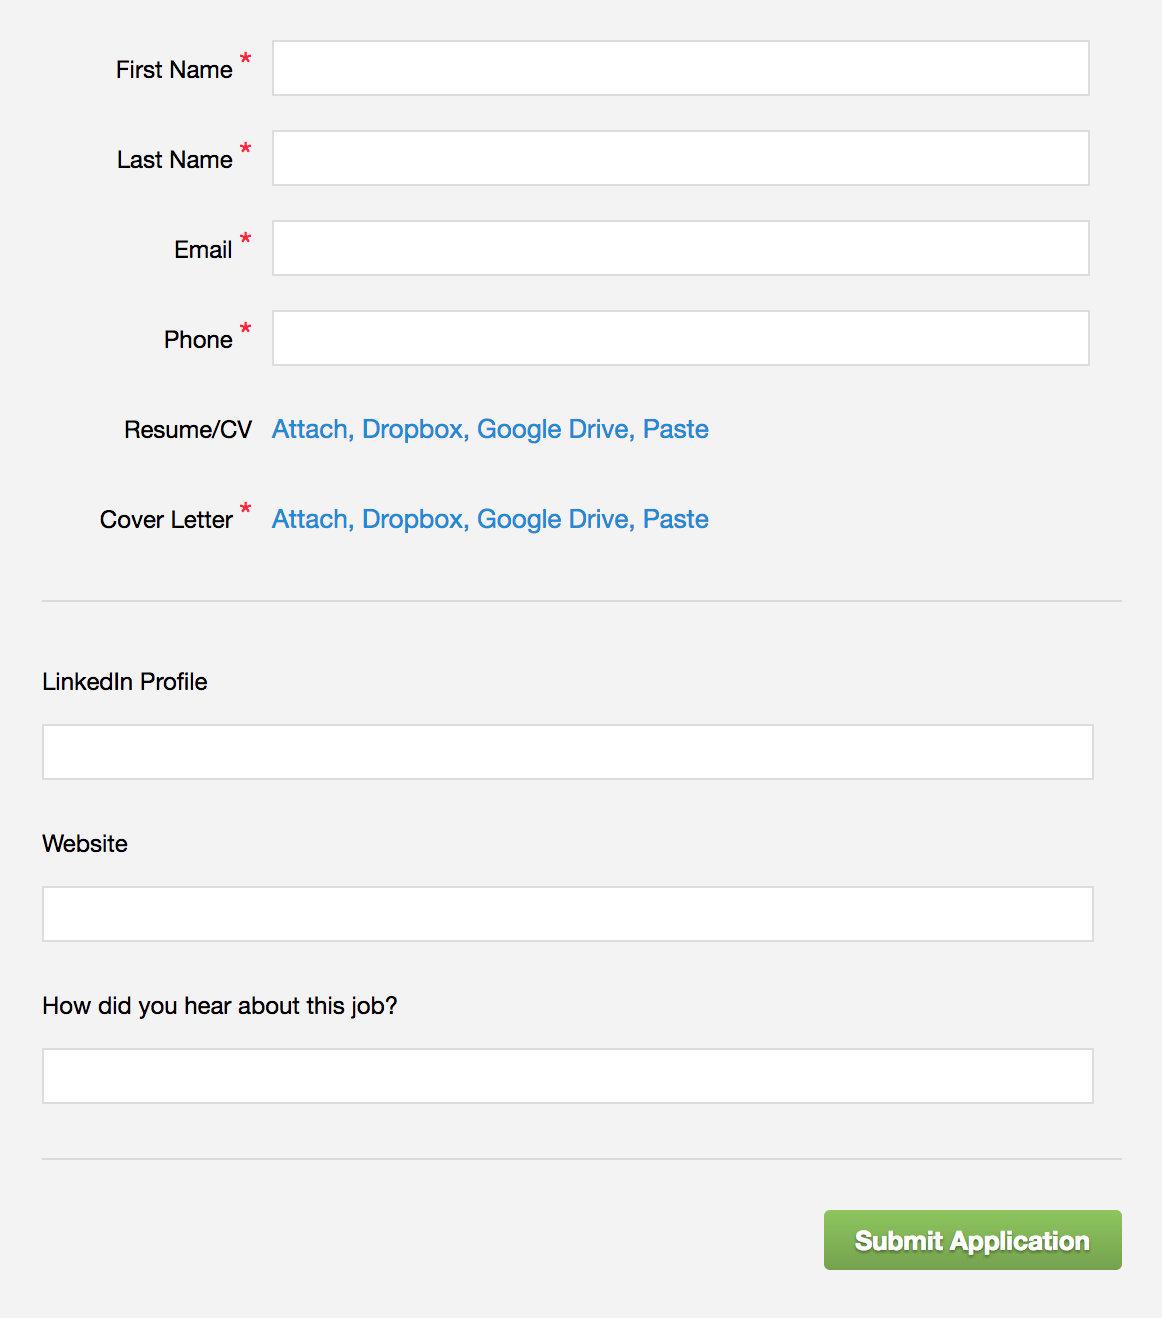 First Name *
Last Name *
Email *
Phone *
Resume/CV Attach, Dropbox, Google Drive, Paste
Cover Letter * Attach, Dropbox, Google Drive, Paste
LinkedIn Profile
Website
How did you hear about this job?
Submit Application